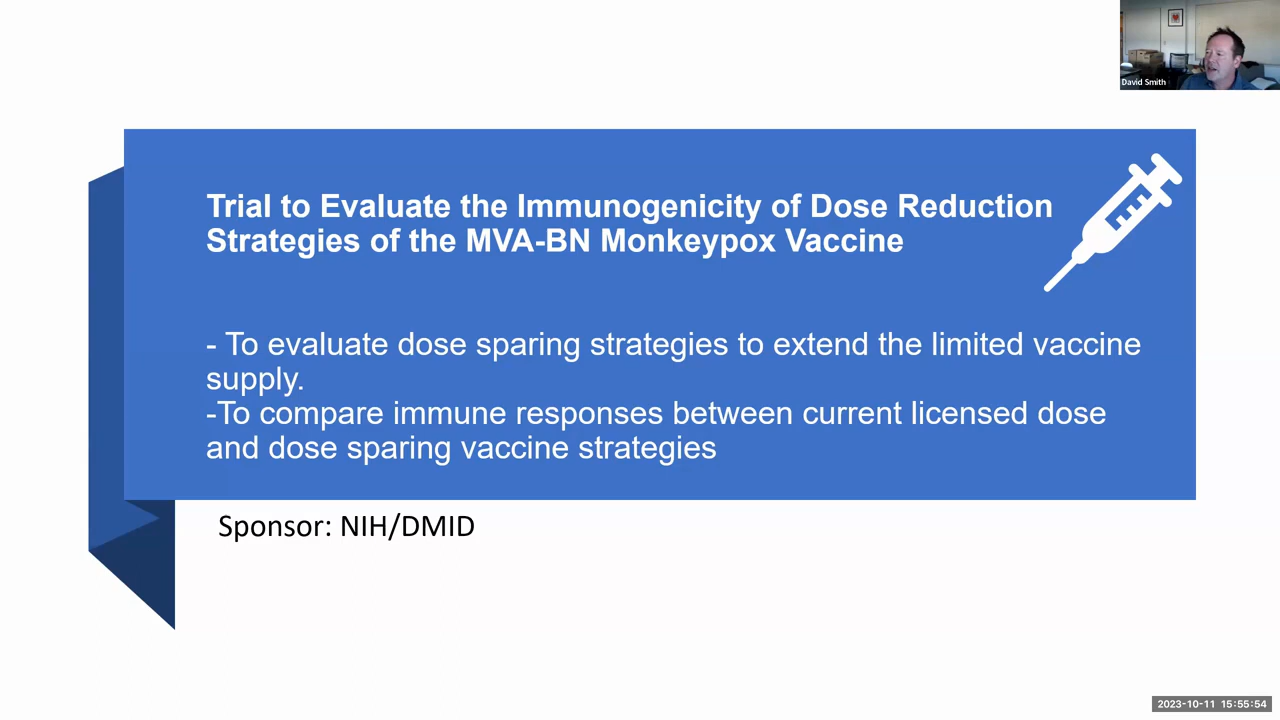 David Smith
Trial to Evaluate the Immunogenicity of Dose Reduction
Strategies of the MVA-BN Monkeypox Vaccine
- To evaluate dose sparing strategies to extend the limited vaccine
supply.
-To compare immune responses between current licensed dose
and dose sparing vaccine strategies
Sponsor: NIH/DMID
2023-10-11 15:55:54